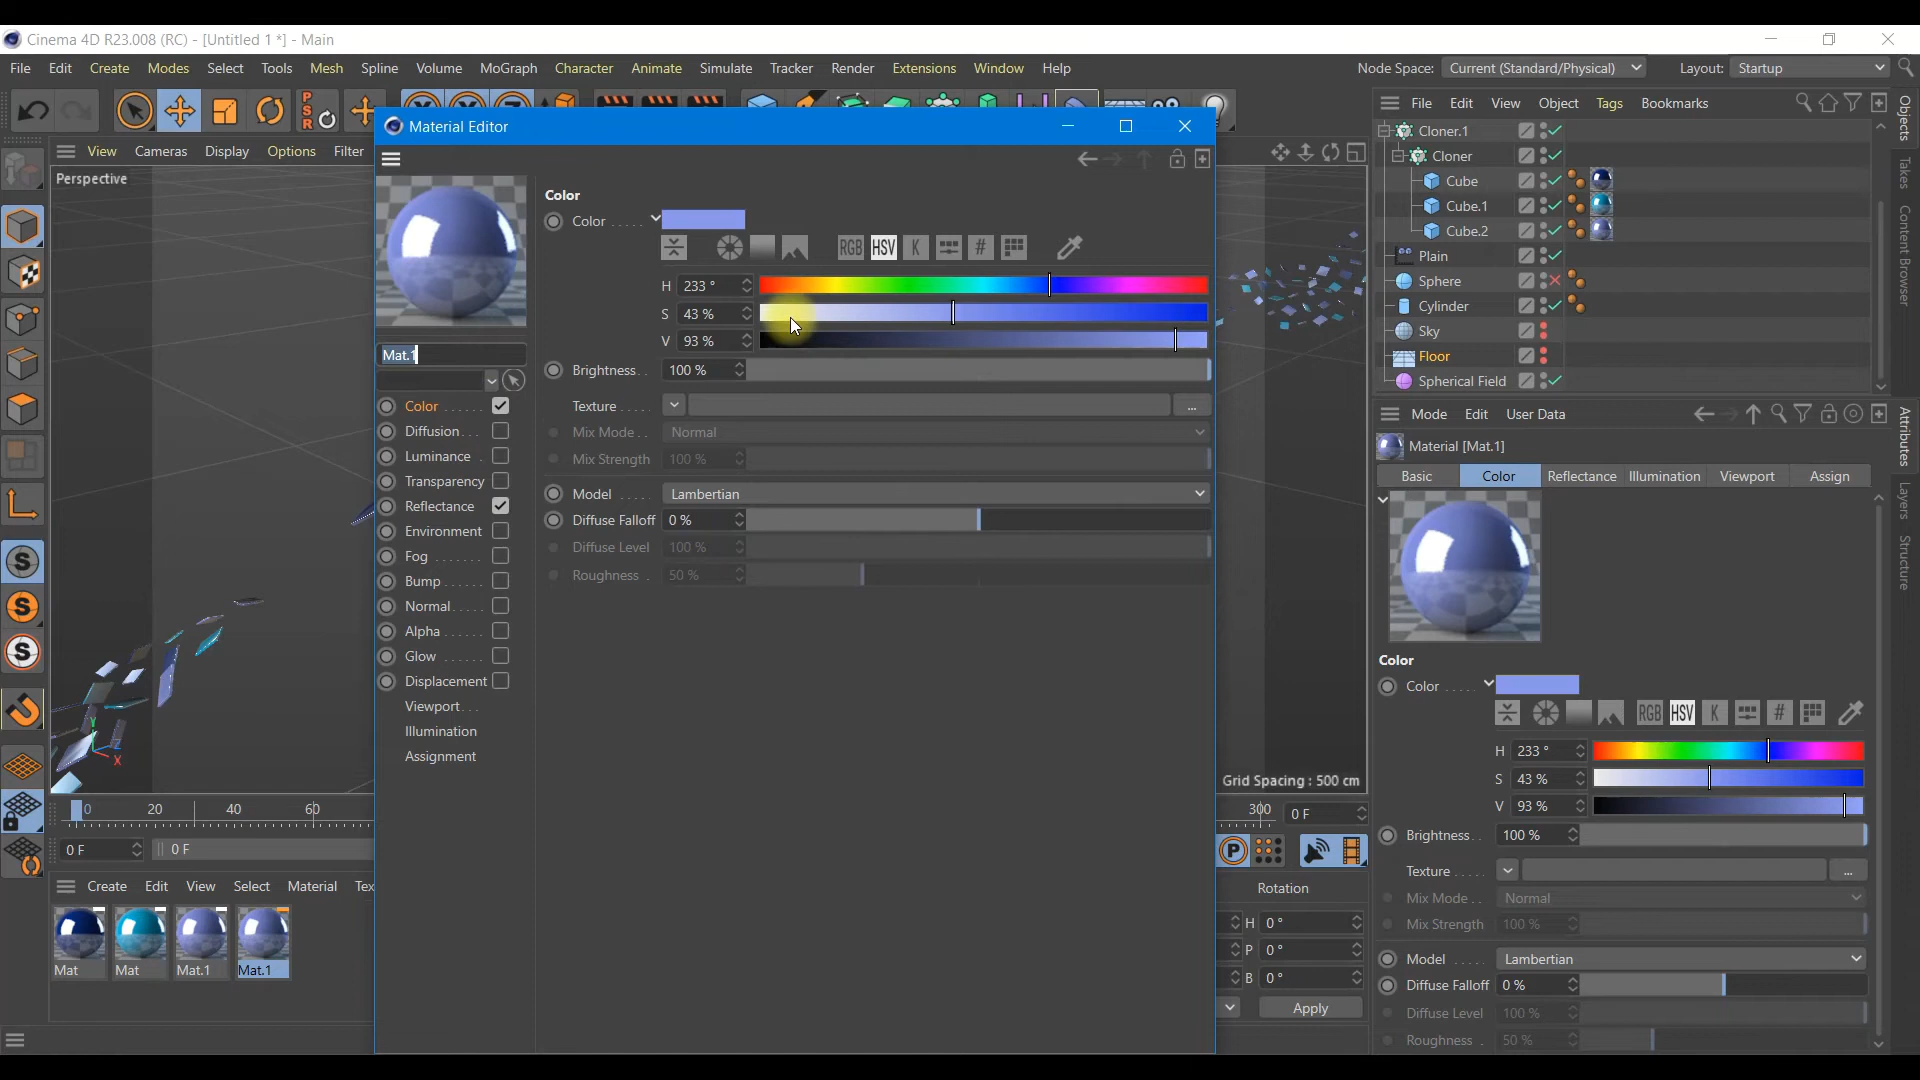 Cinema 4D R23.008 (RC) - [Untitled 1 *] - Main
File Edit Create Modes Select Tools Mesh Spline Volume MoGraph Character Animate Simulate Tracker Render Extensions Window Help
Node Space: Current (Standard/Physical) Layout: Startup
PSR
View Cameras Display Options Filter
Perspective
Material Editor
Mat.1
Color
Diffusion
Luminance
Transparency
Reflectance
Environment
Fog
Bump
Normal
Alpha
Glow
Displacement
Viewport
Illumination
Assignment
Color
Color
RGB HSV K #
H 233 °
S 43 %
V 93 %
Brightness 100 %
Texture ...
Mix Mode Normal
Mix Strength 100 %
Model Lambertian
Diffuse Falloff 0 %
Diffuse Level 100 %
Roughness 50 %
Grid Spacing : 500 cm
Y
Z
X
0 20 40 60 300 0 F
0 F 0 F
P
Create Edit View Select Material Tex
Mat Mat Mat.1 Mat.1
Rotation
H 0 °
P 0 °
B 0 °
Apply
File Edit View Object Tags Bookmarks
Cloner.1
Cloner
Cube
Cube.1
Cube.2
Plain
Sphere
Cylinder
Sky
Floor
Spherical Field
Mode Edit User Data
Material [Mat.1]
Basic Color Reflectance Illumination Viewport Assign
Color
Color
RGB HSV K #
H 233 °
S 43 %
V 93 %
Brightness 100 %
Texture ...
Mix Mode Normal
Mix Strength 100 %
Model Lambertian
Diffuse Falloff 0 %
Diffuse Level 100 %
Roughness 50 %
Objects
Takes
Content Browser
Attributes
Layers
Structure